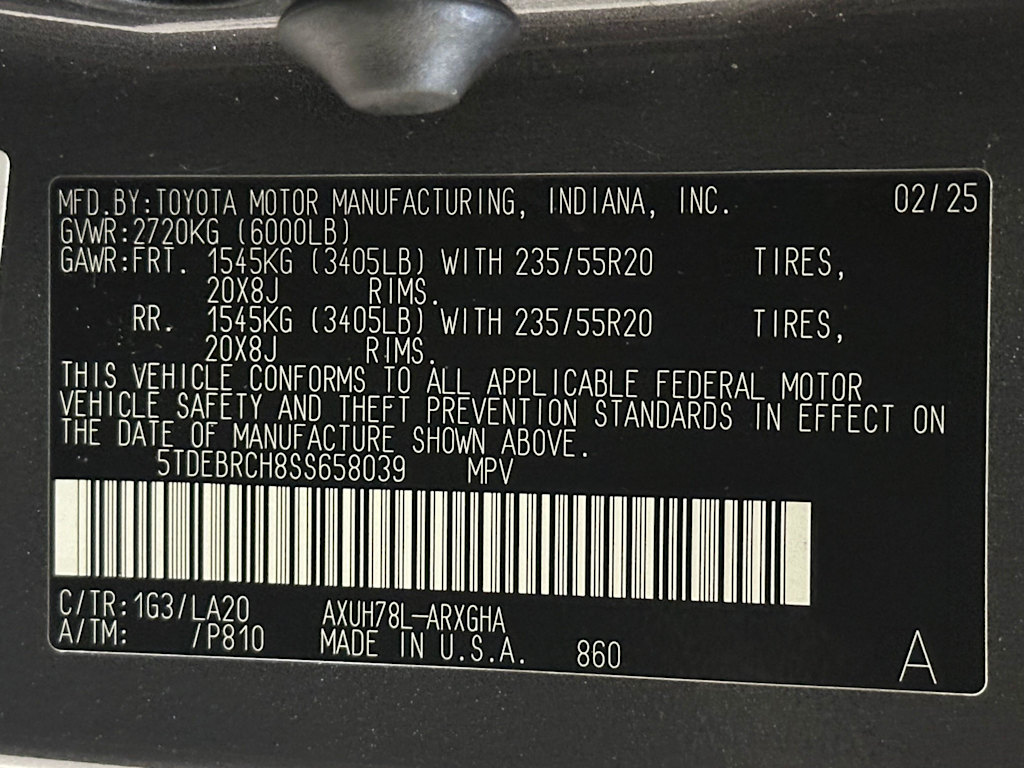 MFD.BY:TOYOTA MOTOR MANUFACTURING, INDIANA, INC. 02/25
GVWR:2720KG (6000LB)
GAWR:FRT. 1545KG (3405LB) WITH 235/55R20 TIRES,
20X8J RIMS.
RR. 1545KG (3405LB) WITH 235/55R20 TIRES,
20X8J RIMS.
THIS VEHICLE CONFORMS TO ALL APPLICABLE FEDERAL MOTOR
VEHICLE SAFETY AND THEFT PREVENTION STANDARDS IN EFFECT ON
THE DATE OF MANUFACTURE SHOWN ABOVE.
5TDEBRCH8SS658039 MPV
C/TR:1G3/LA20 AXUH78L-ARXGHA
A/TM: /P810 MADE IN U.S.A. 860 A